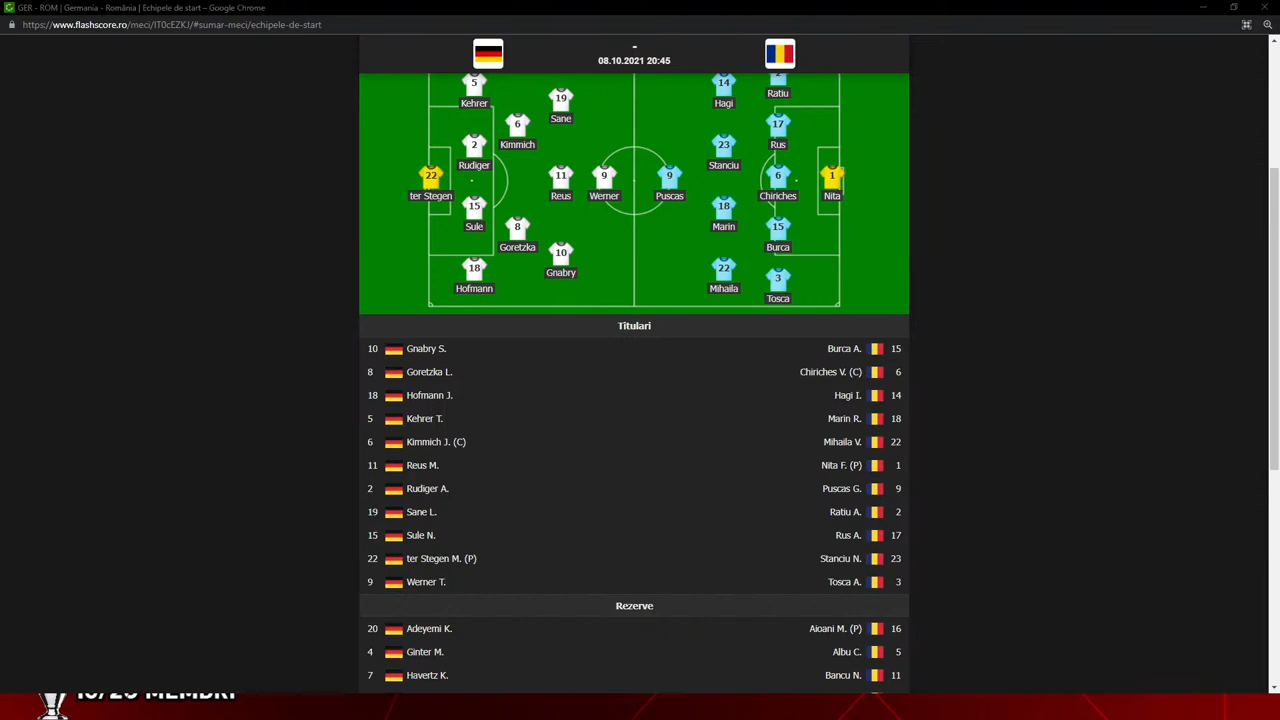 GER - ROM | Germania - România | Echipele de start – Google Chrome
https://www.flashscore.ro/meci/IT0cEZKJ/#sumar-meci/echipele-de-start
-
08.10.2021 20:45
5 Kehrer
19 Sane
6 Kimmich
2 Rudiger
22 ter Stegen
11 Reus
9 Werner
15 Sule
8 Goretzka
10 Gnabry
18 Hofmann
14 Hagi
Ratiu
17 Rus
23 Stanciu
9 Puscas
6 Chiriches
1 Nita
18 Marin
15 Burca
22 Mihaila
3 Tosca
Titulari
10 Gnabry S. Burca A. 15
8 Goretzka L. Chiriches V. (C) 6
18 Hofmann J. Hagi I. 14
5 Kehrer T. Marin R. 18
6 Kimmich J. (C) Mihaila V. 22
11 Reus M. Nita F. (P) 1
2 Rudiger A. Puscas G. 9
19 Sane L. Ratiu A. 2
15 Sule N. Rus A. 17
22 ter Stegen M. (P) Stanciu N. 23
9 Werner T. Tosca A. 3
Rezerve
20 Adeyemi K. Aioani M. (P) 16
4 Ginter M. Albu C. 5
7 Havertz K. Bancu N. 11
MEMBRI